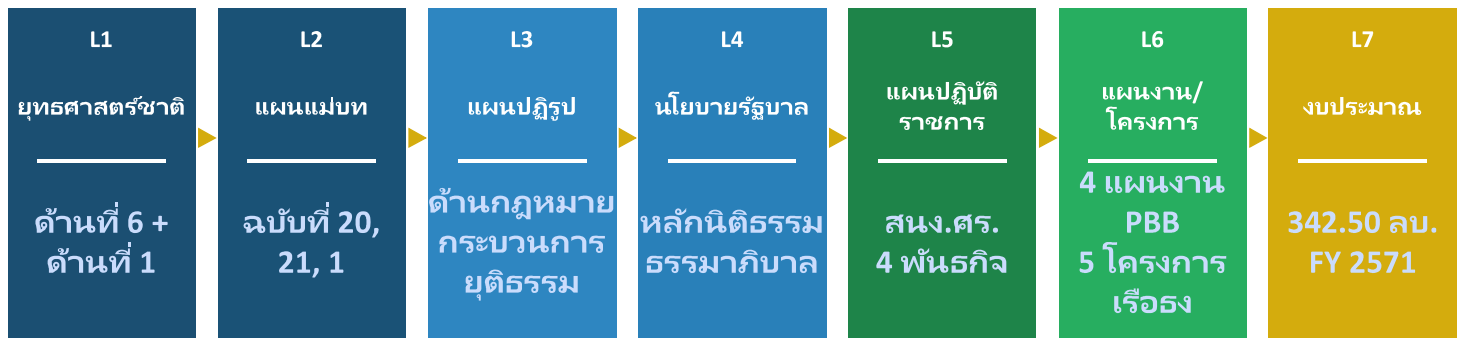 L1
ยุทธศาสตร์ชาติ
ด้านที่ 6 +
ด้านที่ 1
L2
แผนแม่บท
ฉบับที่ 20,
21, 1
L3
แผนปฏิรูป
ด้านกฎหมาย
กระบวนการ
ยุติธรรม
L4
นโยบายรัฐบาล
หลักนิติธรรม
ธรรมาภิบาล
L5
แผนปฏิบัติ
ราชการ
สนง.ศร.
4 พันธกิจ
L6
แผนงาน/
โครงการ
4 แผนงาน
PBB
5 โครงการ
เรือธง
L7
งบประมาณ
342.50 ลบ.
FY 2571